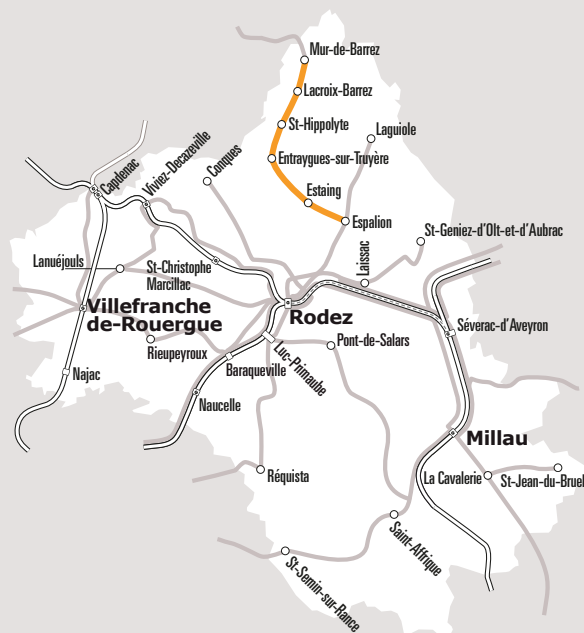 Mur-de-Barrez
Lacroix-Barrez
St-Hippolyte
Laguiole
Entraygues-sur-Truyère
Conques
Viviez-Decazeville
Capdenac
Estaing
Espalion
St-Geniez-d'Olt-et-d'Aubrac
Laissac
Lanuéjouls
St-Christophe
Marcillac
Villefranche
de-Rouergue
Rodez
Séverac-d'Aveyron
Rieupeyroux
Luc-Primaube
Pont-de-Salars
Baraqueville
Najac
Naucelle
Millau
Réquista
La Cavalerie
St-Jean-du-Bruel
Saint-Affrique
St-Sernin-sur-Rance